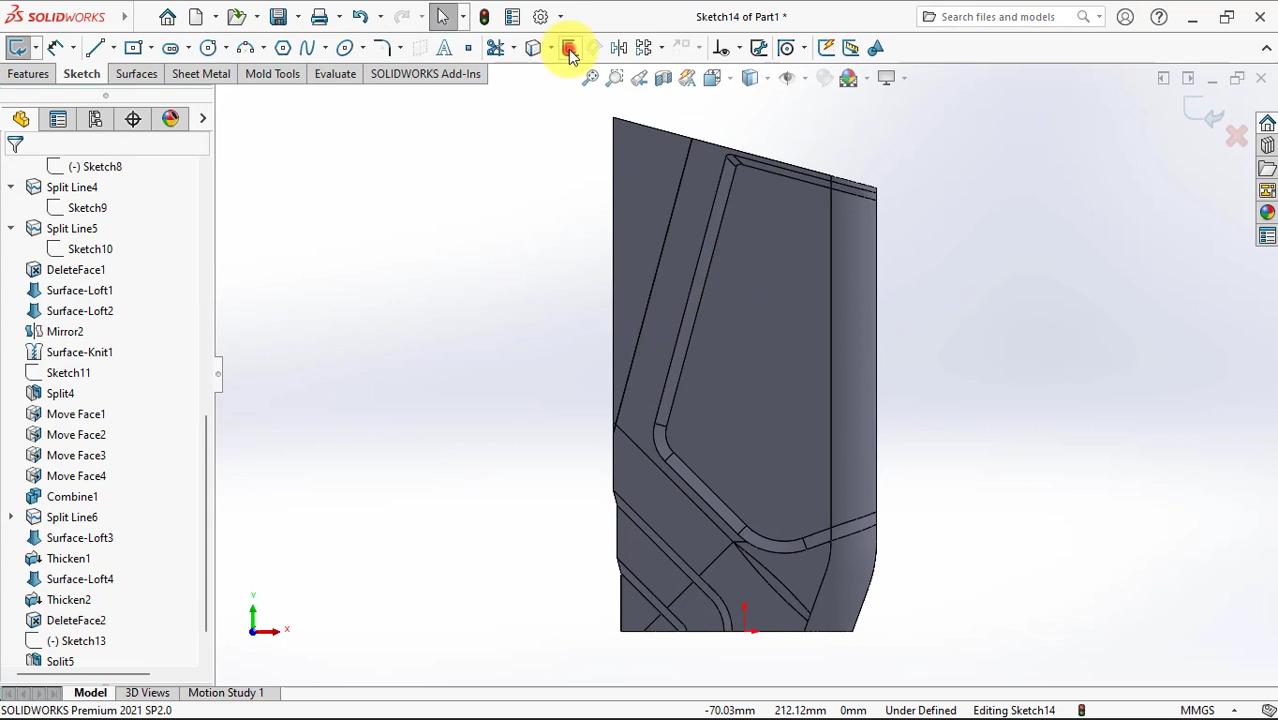 SOLIDWORKS
Sketch14 of Part1 *
Search files and models
Features
Sketch
Surfaces
Sheet Metal
Mold Tools
Evaluate
SOLIDWORKS Add-Ins
(-) Sketch8
Split Line4
Sketch9
Split Line5
Sketch10
DeleteFace1
Surface-Loft1
Surface-Loft2
Mirror2
Surface-Knit1
Sketch11
Split4
Move Face1
Move Face2
Move Face3
Move Face4
Combine1
Split Line6
Surface-Loft3
Thicken1
Surface-Loft4
Thicken2
DeleteFace2
(-) Sketch13
Split5
Y
X
Model
3D Views
Motion Study 1
SOLIDWORKS Premium 2021 SP2.0
-70.03mm
212.12mm
0mm
Under Defined
Editing Sketch14
MMGS